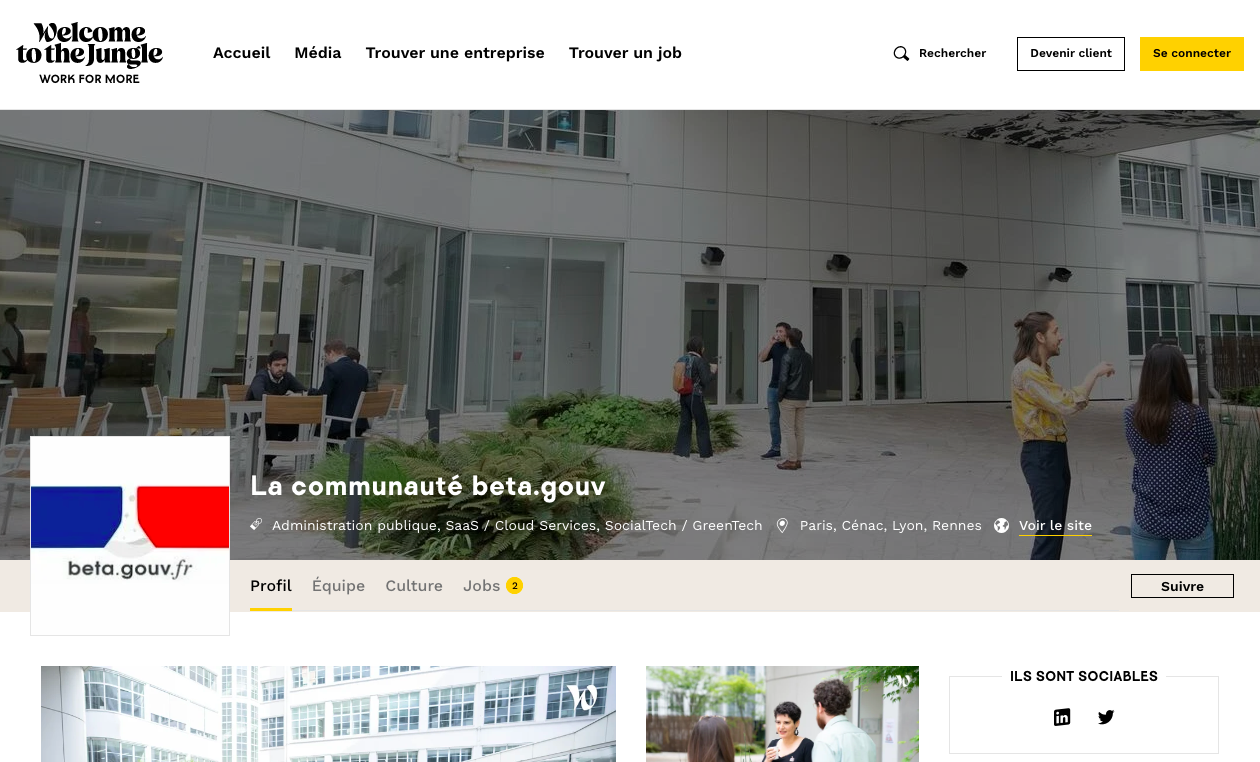 Welcome
to the Jungle
WORK FOR MORE
Accueil
Média
Trouver une entreprise
Trouver un job
Rechercher
Devenir client
Se connecter
La communauté beta.gouv
Administration publique, SaaS / Cloud Services, SocialTech / GreenTech
Paris, Cénac, Lyon, Rennes
Voir le site
beta.gouv.fr
Profil
Équipe
Culture
Jobs
2
Suivre
ILS SONT SOCIABLES
in
W
W